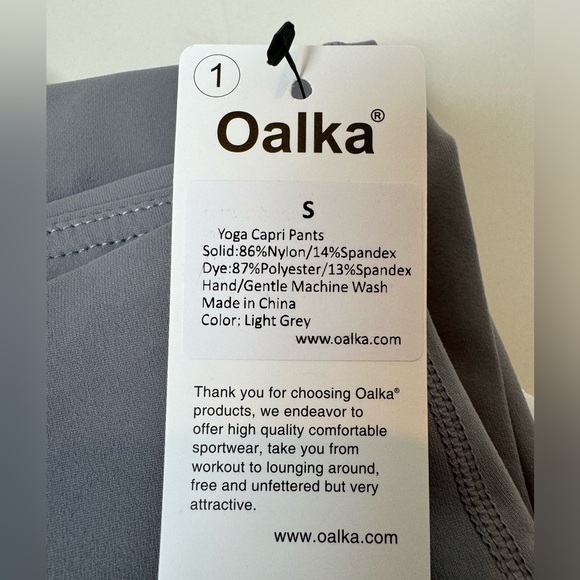 1
Oalka®
S
Yoga Capri Pants
Solid:86%Nylon/14%Spandex
Dye:87%Polyester/13%Spandex
Hand/Gentle Machine Wash
Made in China
Color: Light Grey
www.oalka.com
Thank you for choosing Oalka®
products, we endeavor to
offer high quality comfortable
sportwear, take you from
workout to lounging around,
free and unfettered but very
attractive.
www.oalka.com